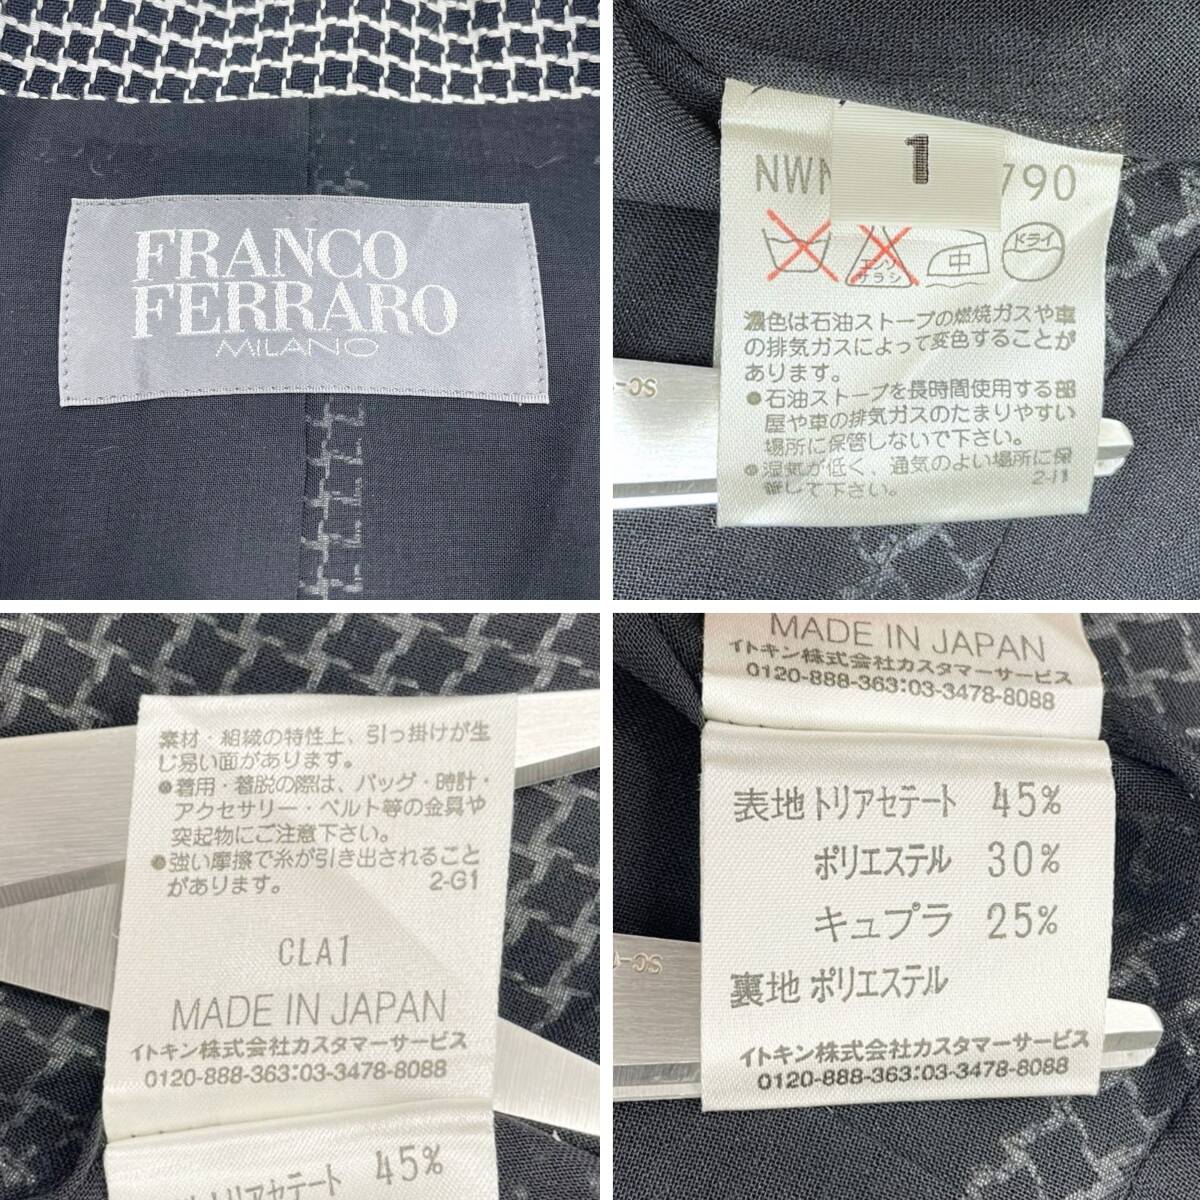 FRANCO
FERRARO
MILANO
1
790
エンソ
サラシ
中
ドライ
濃色は石油ストーブの燃焼ガスや車
の排気ガスによって変色することが
あります。
●石油ストーブを長時間使用する部
屋や車の排気ガスのたまりやすい
場所に保管しないで下さい。
●湿気が低く、通気のよい場所に保
管して下さい。
2-I1
素材・組織の特性上、引っ掛けが生
じ易い面があります。
●着用・着脱の際は、バッグ・時計・
アクセサリー・ベルト等の金具や
突起物にご注意下さい。
●強い摩擦で糸が引き出されること
があります。
2-G1
CLA1
MADE IN JAPAN
イトキン株式会社カスタマーサービス
0120-888-363:03-3478-8088
トリアセテート 45%
MADE IN JAPAN
イトキン株式会社カスタマーサービス
0120-888-363:03-3478-8088
表地 トリアセテート 45%
ポリエステル 30%
キュプラ 25%
裏地 ポリエステル
イトキン株式会社カスタマーサービス
0120-888-363:03-3478-8088